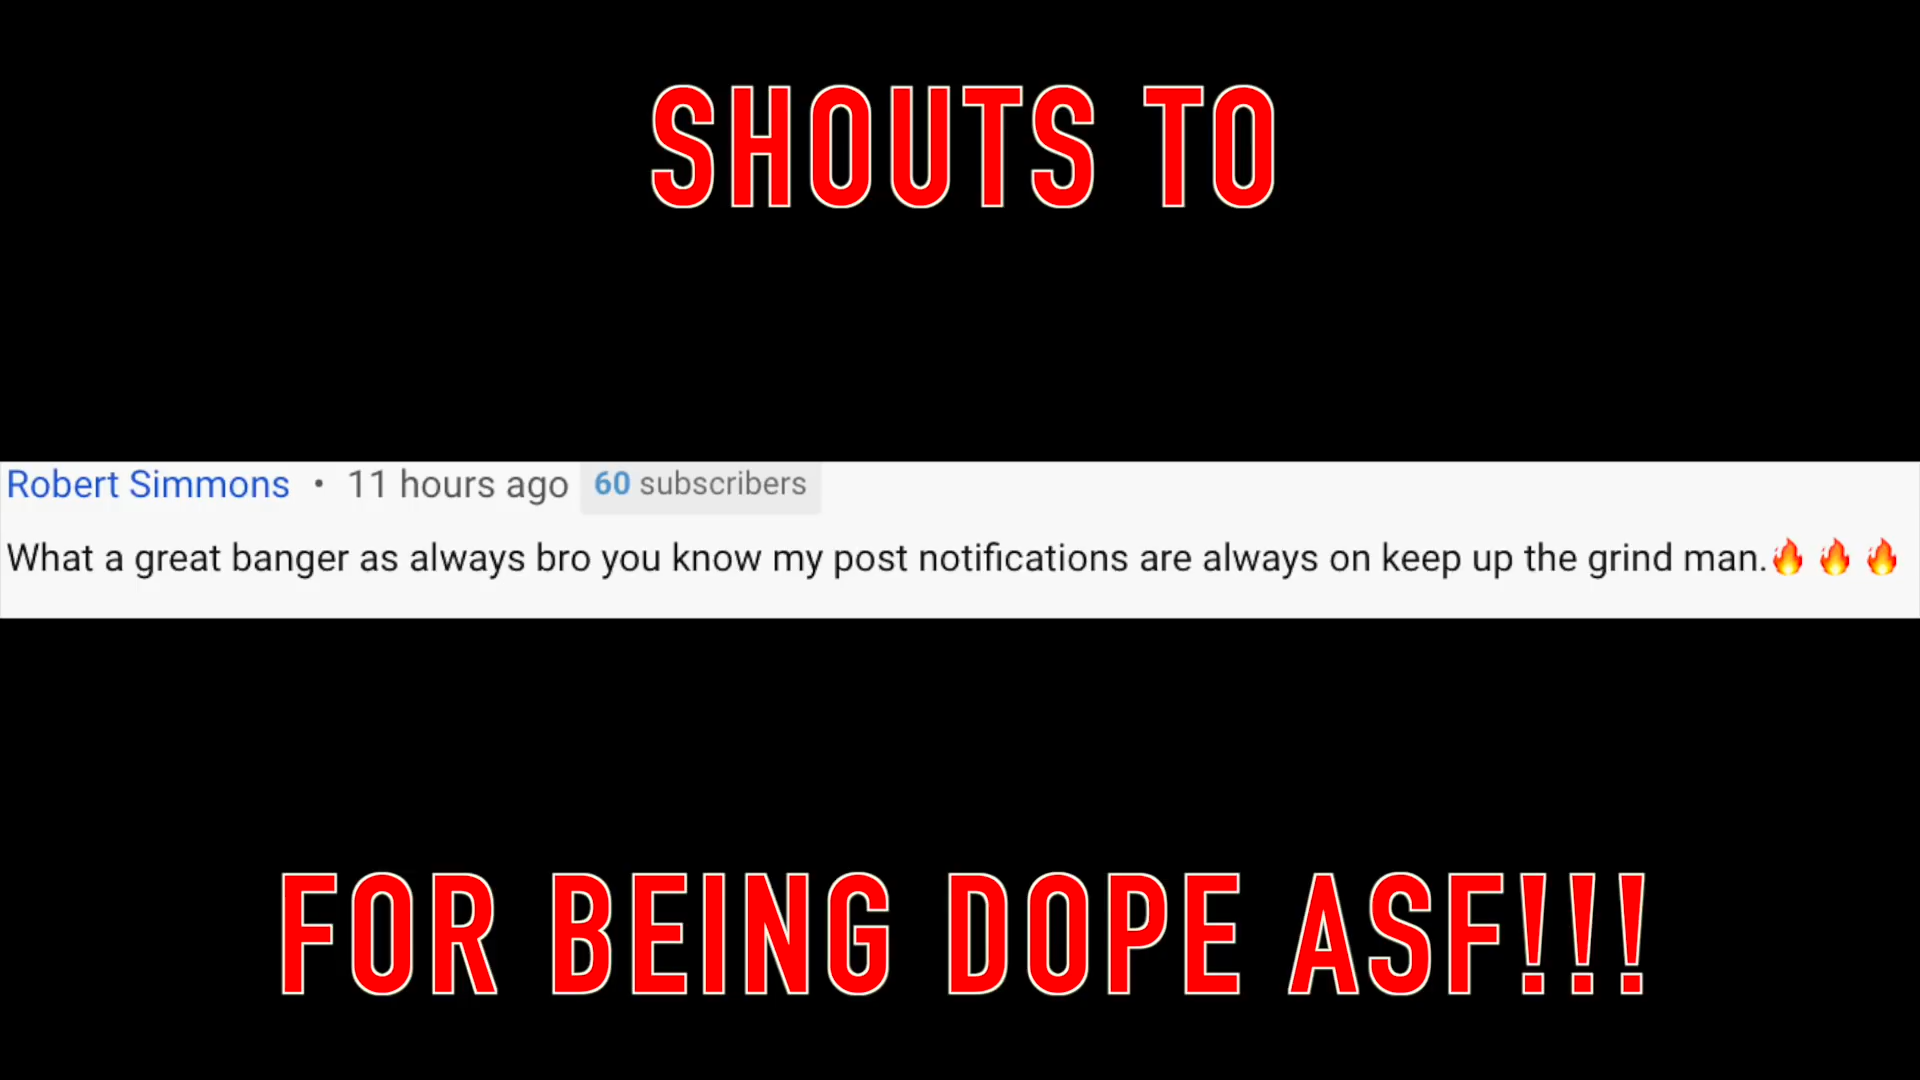 SHOUTS TO
Robert Simmons • 11 hours ago 60 subscribers
What a great banger as always bro you know my post notifications are always on keep up the grind man.🔥🔥🔥
FOR BEING DOPE ASF!!!